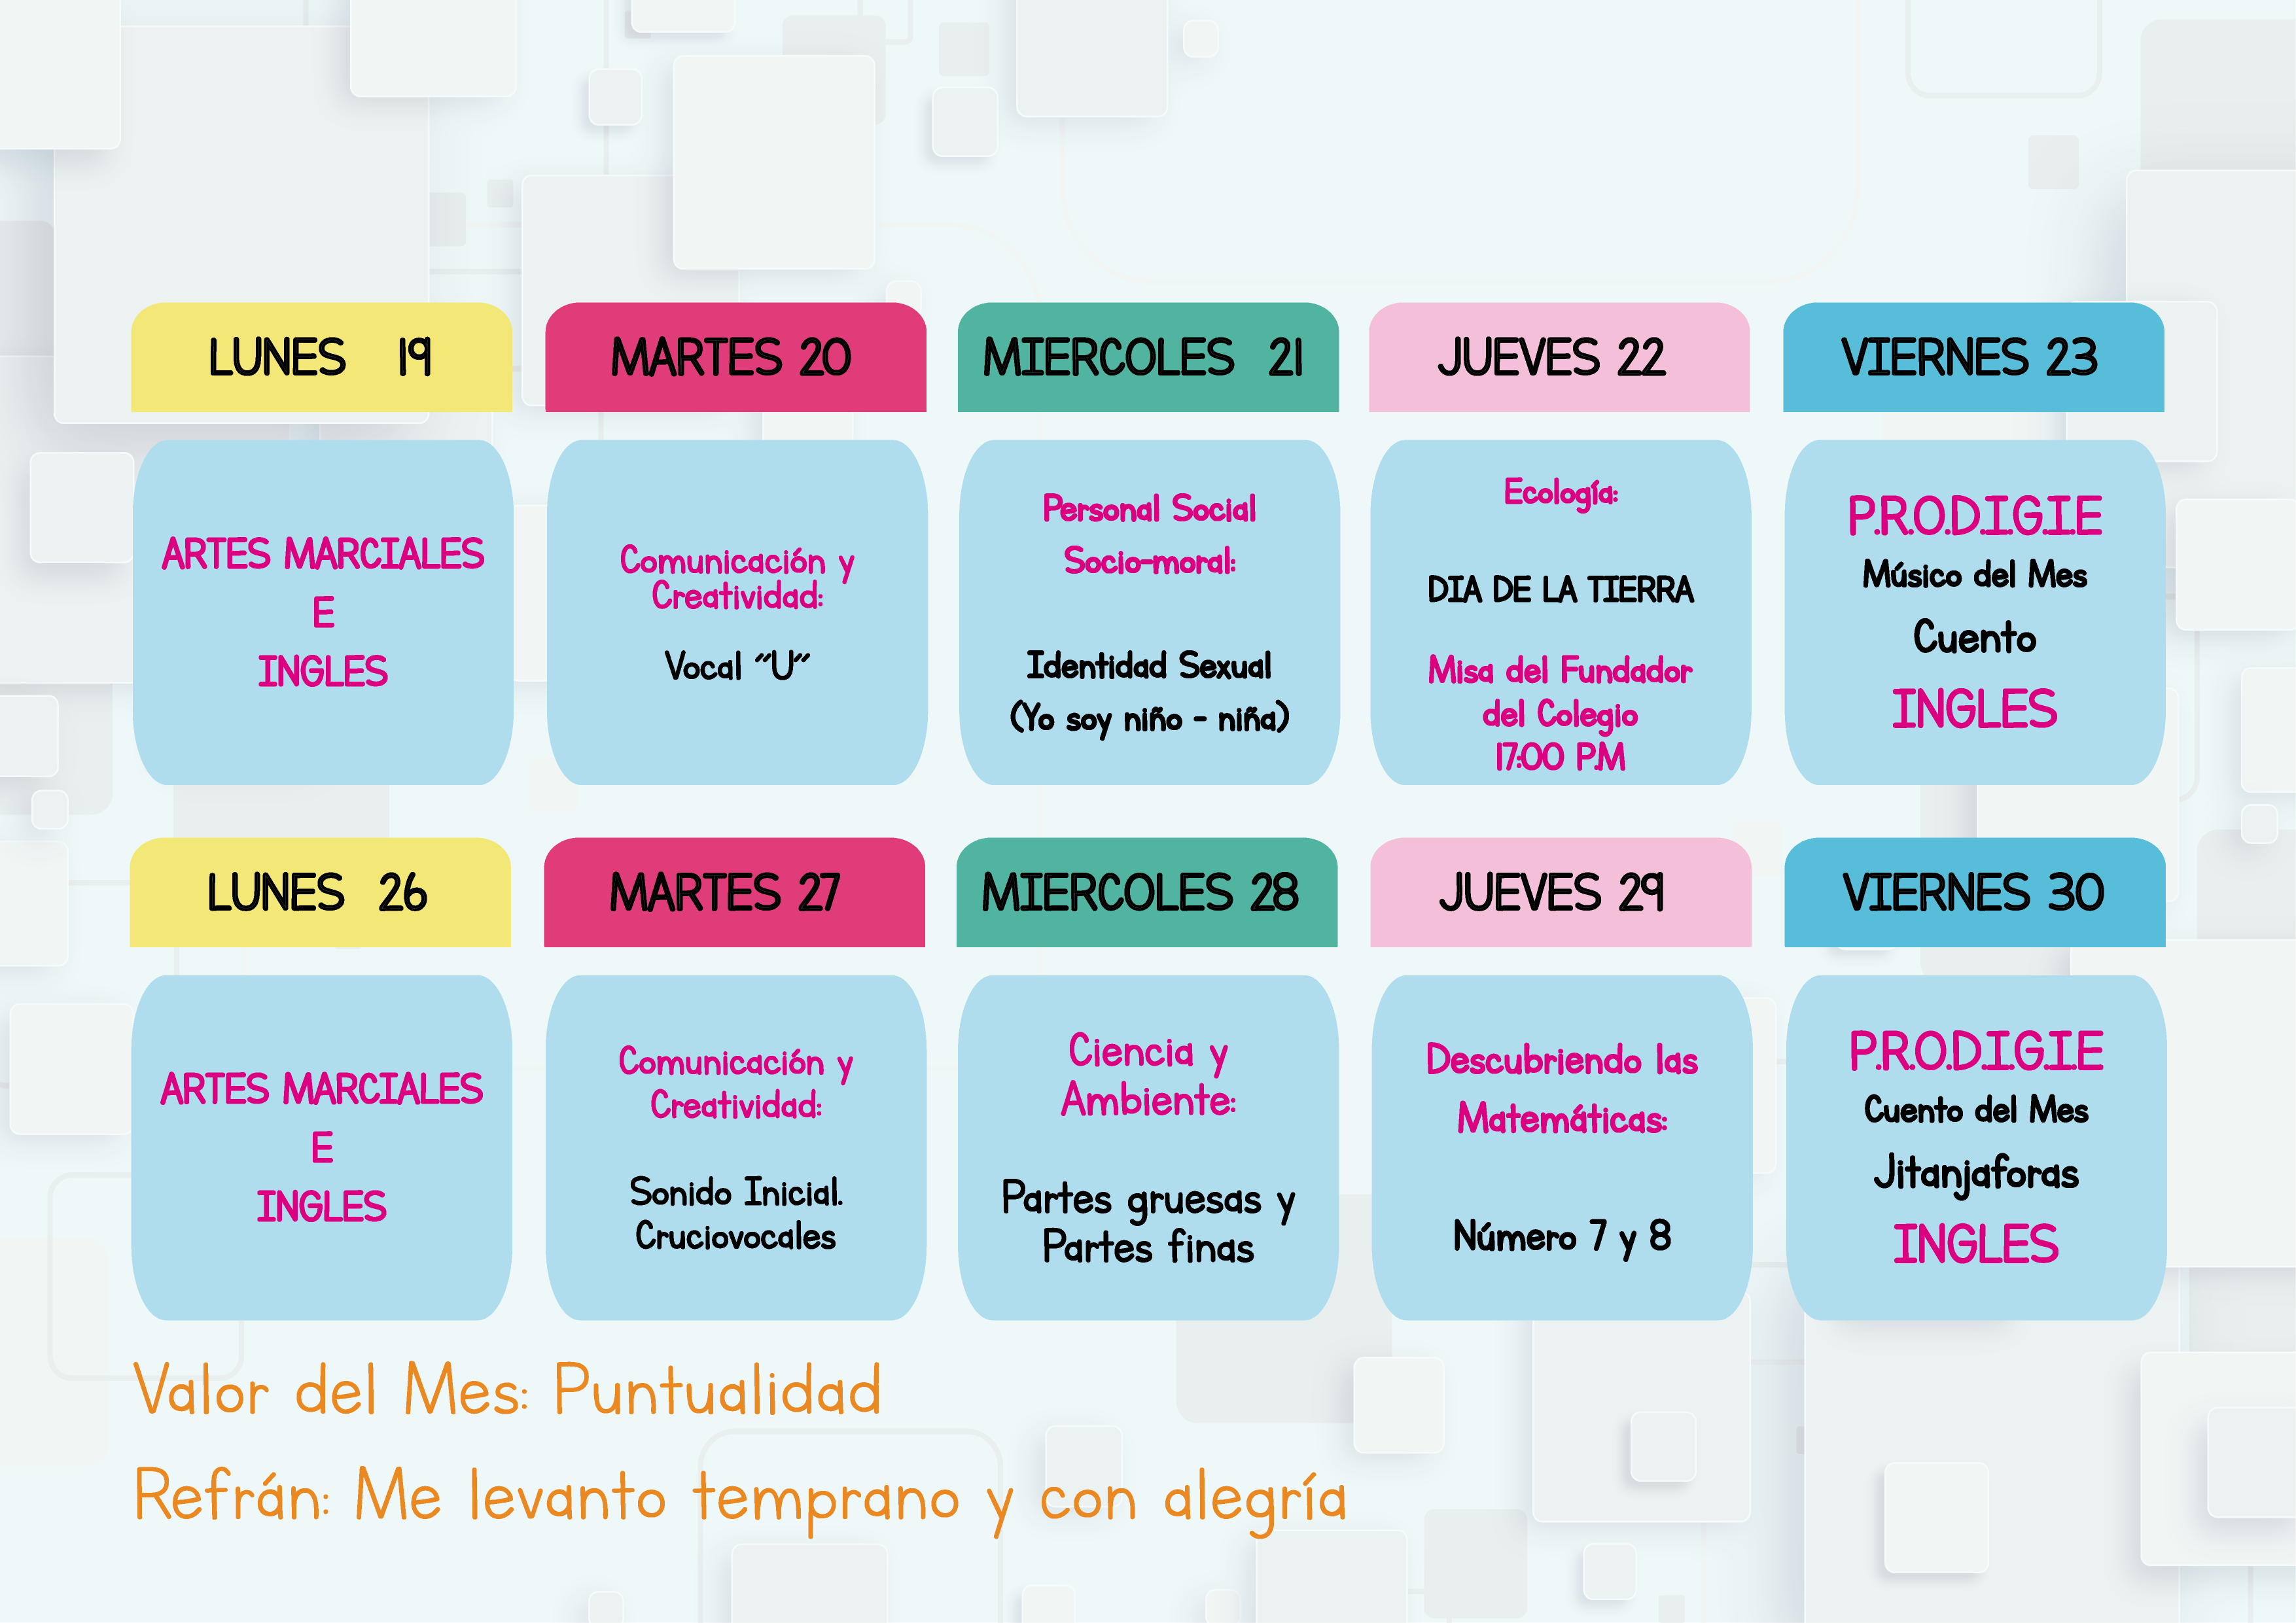 LUNES 19
MARTES 20
MIERCOLES 21
JUEVES 22
VIERNES 23
ARTES MARCIALES
E
INGLES
Comunicación y
Creatividad:
Vocal "U"
Personal Social
Socio-moral:
Identidad Sexual
(Yo soy niño - niña)
Ecología:
DIA DE LA TIERRA
Misa del Fundador
del Colegio
17:00 P.M
P.R.O.D.I.G.I.E
Músico del Mes
Cuento
INGLES
LUNES 26
MARTES 27
MIERCOLES 28
JUEVES 29
VIERNES 30
ARTES MARCIALES
E
INGLES
Comunicación y
Creatividad:
Sonido Inicial.
Cruciovocales
Ciencia y
Ambiente:
Partes gruesas y
Partes finas
Descubriendo las
Matemáticas:
Número 7 y 8
P.R.O.D.I.G.I.E
Cuento del Mes
Jitanjaforas
INGLES
Valor del Mes: Puntualidad
Refrán: Me levanto temprano y con alegría